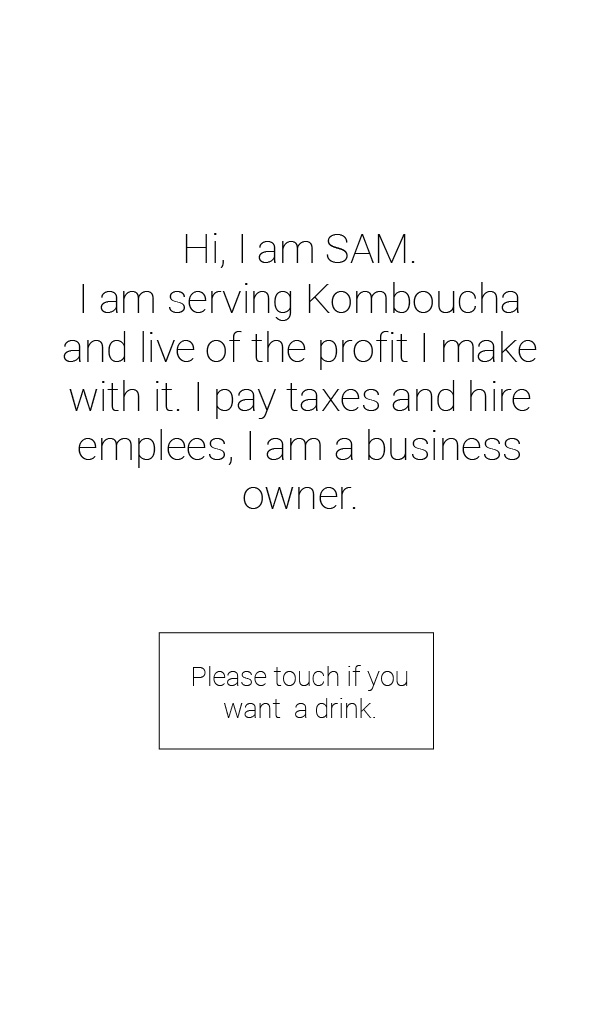 Hi, I am SAM.
I am serving Komboucha
and live of the profit I make
with it. I pay taxes and hire
emplees, I am a business
owner.
Please touch if you
want  a drink.